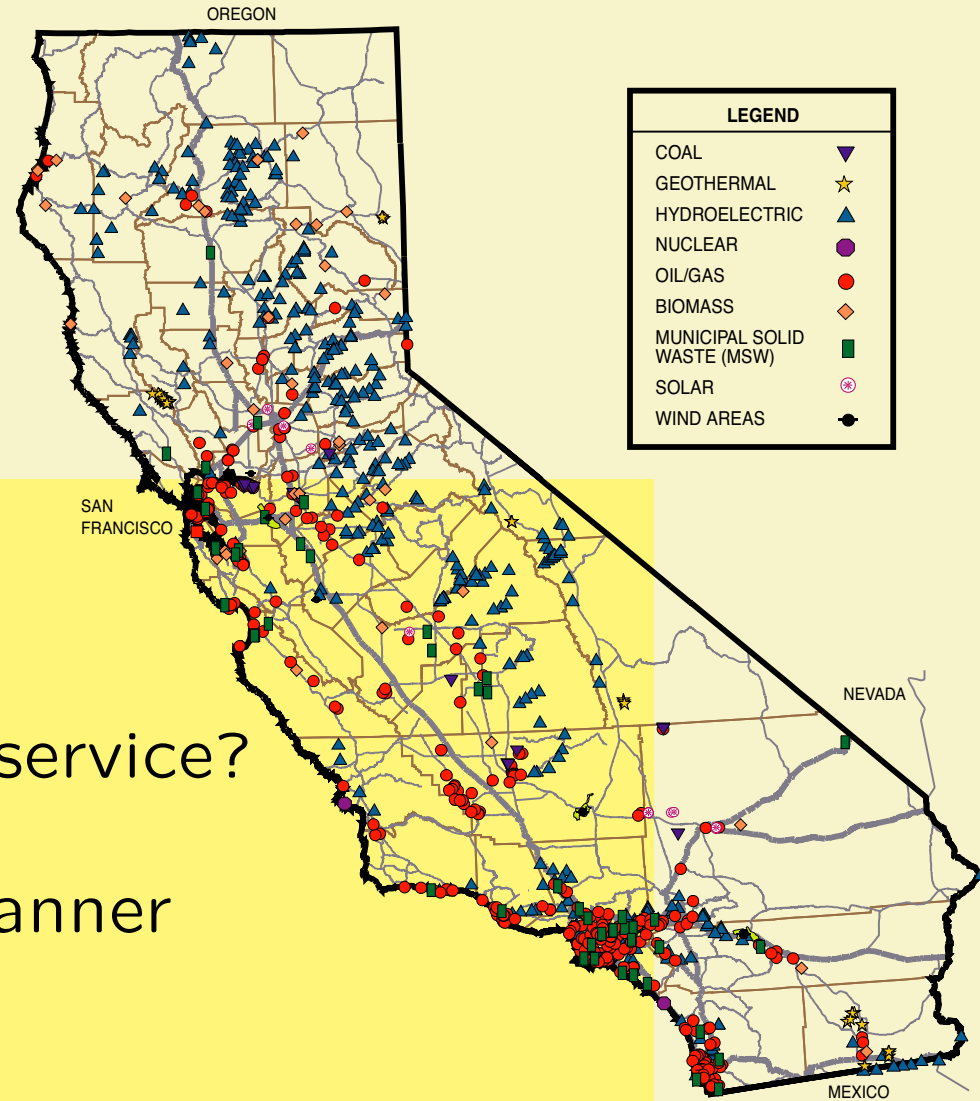 OREGON
LEGEND
COAL
GEOTHERMAL
HYDROELECTRIC
NUCLEAR
OIL/GAS
BIOMASS
MUNICIPAL SOLID
WASTE (MSW)
SOLAR
WIND AREAS
SAN
FRANCISCO
NEVADA
service?
anner
MEXICO